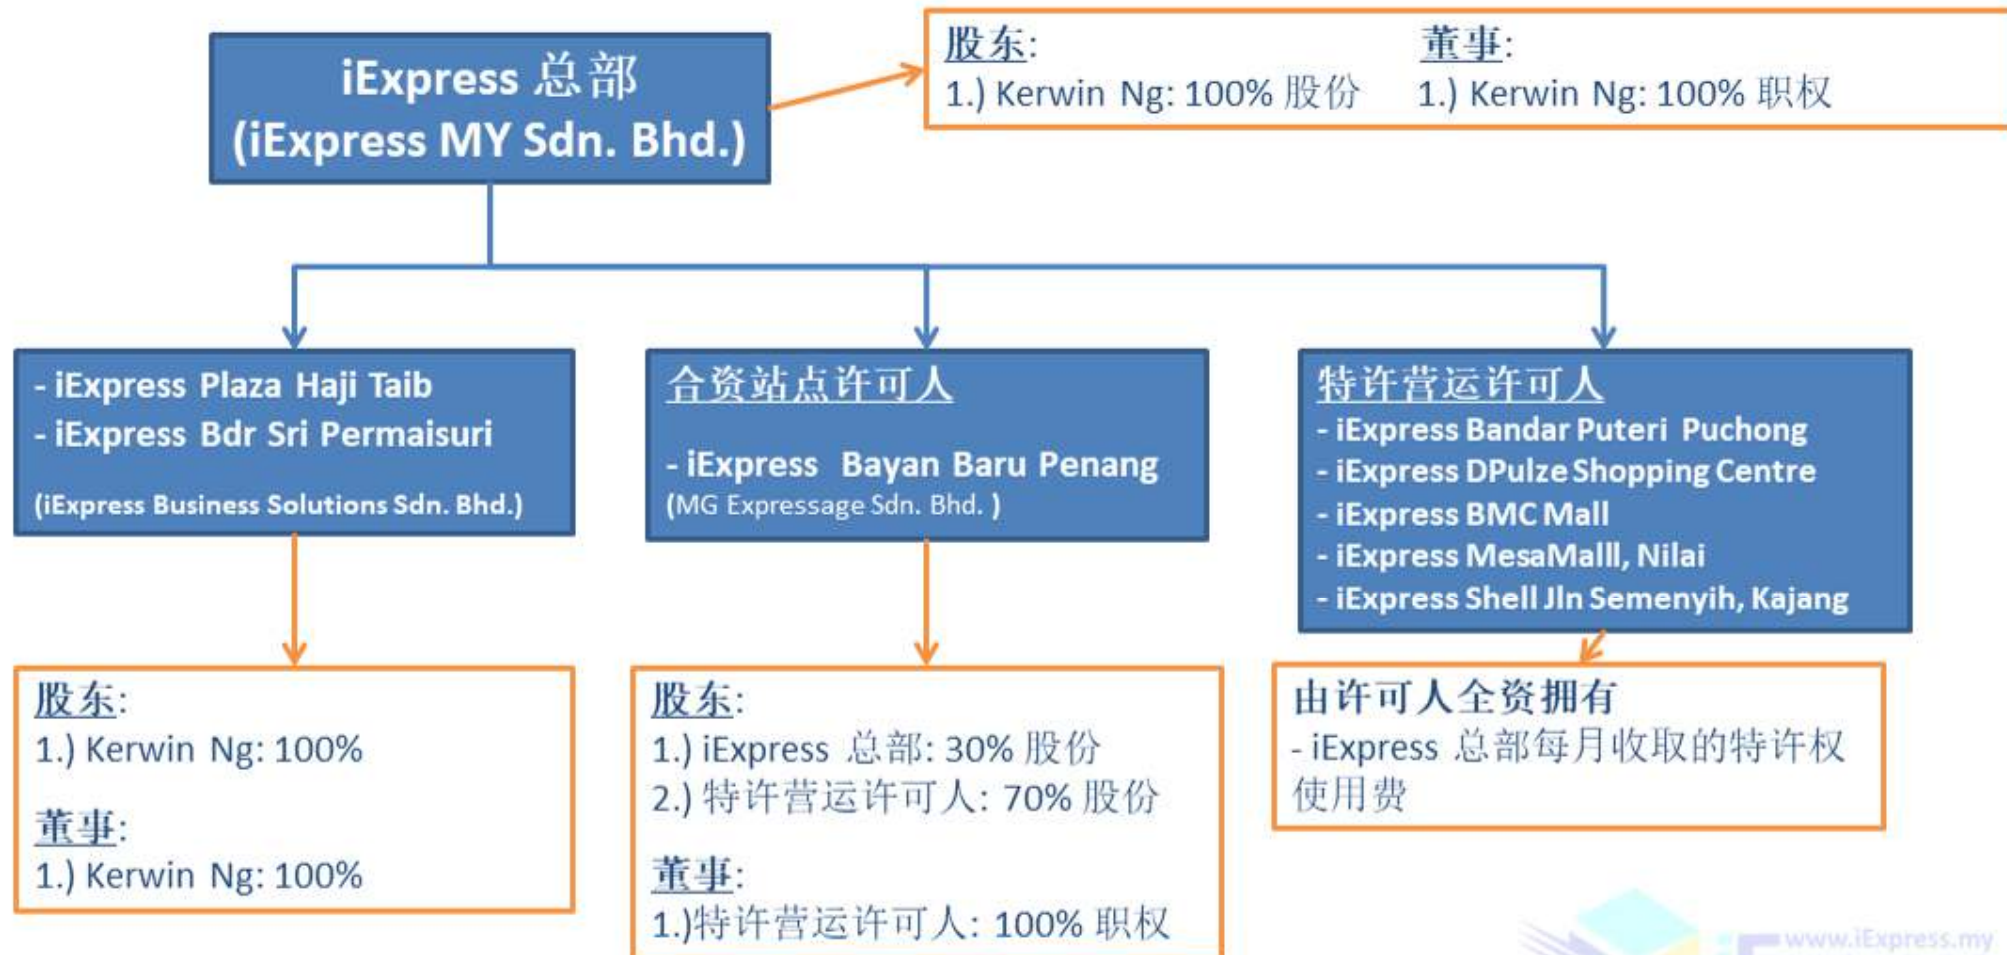 iExpress 总部
(iExpress MY Sdn. Bhd.)
股东:
1.) Kerwin Ng: 100% 股份
董事:
1.) Kerwin Ng: 100% 职权
- iExpress Plaza Haji Taib
- iExpress Bdr Sri Permaisuri
(iExpress Business Solutions Sdn. Bhd.)
合资站点许可人
- iExpress Bayan Baru Penang
(MG Expressage Sdn. Bhd. )
特许营运许可人
- iExpress Bandar Puteri Puchong
- iExpress DPulze Shopping Centre
- iExpress BMC Mall
- iExpress MesaMalll, Nilai
- iExpress Shell Jln Semenyih, Kajang
股东:
1.) Kerwin Ng: 100%
董事:
1.) Kerwin Ng: 100%
股东:
1.) iExpress 总部: 30% 股份
2.) 特许营运许可人: 70% 股份
董事:
1.)特许营运许可人: 100% 职权
由许可人全资拥有
- iExpress 总部每月收取的特许权
使用费
www.iExpress.my